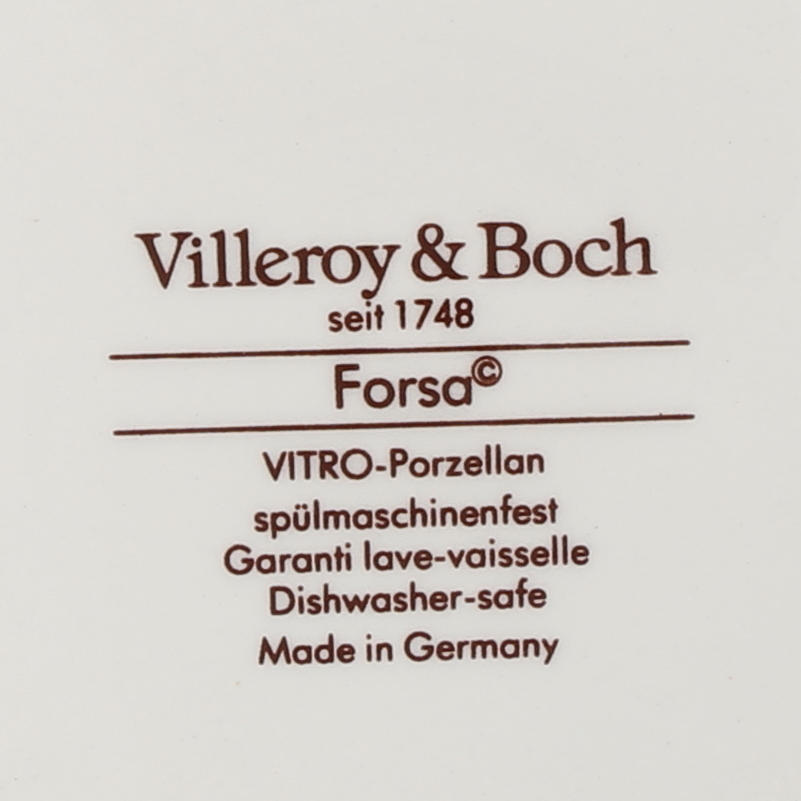 Villeroy & Boch
seit 1748
Forsa©
VITRO-Porzellan
spülmaschinenfest
Garanti lave-vaisselle
Dishwasher-safe
Made in Germany